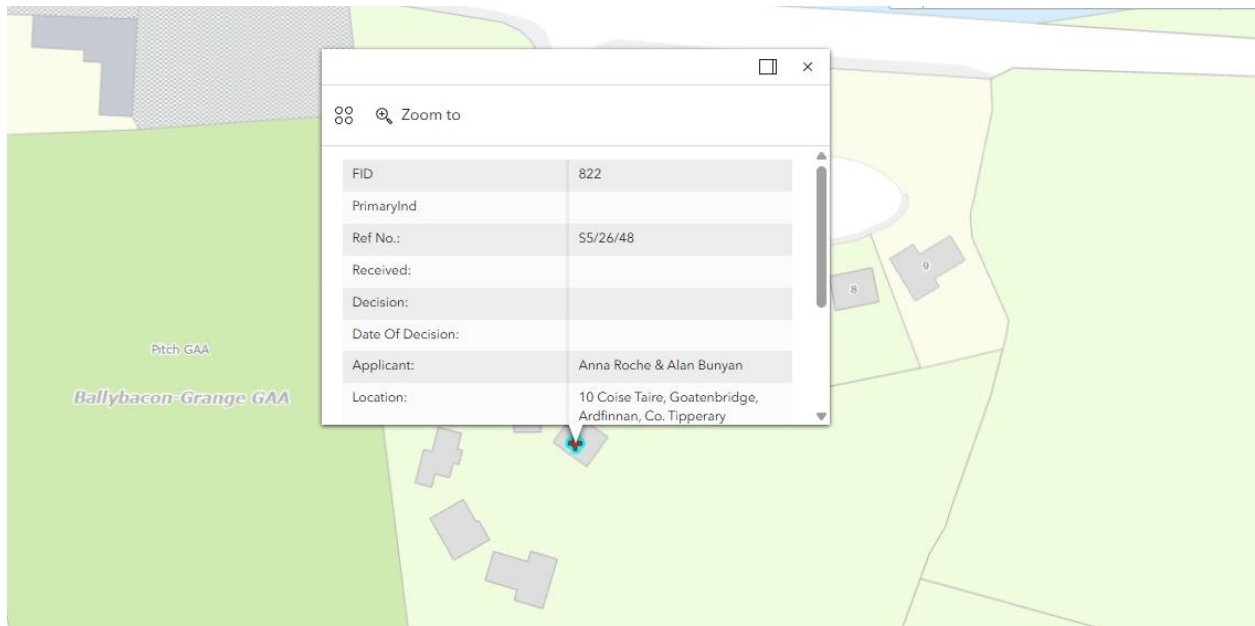 Zoom to
FID 822
PrimaryInd
Ref No.: S5/26/48
Received:
Decision:
Date Of Decision:
Applicant: Anna Roche & Alan Bunyan
Location: 10 Coise Taire, Goatenbridge,
Ardfinnan, Co. Tipperary
9
8
Pitch GAA
Ballybacon-Grange GAA